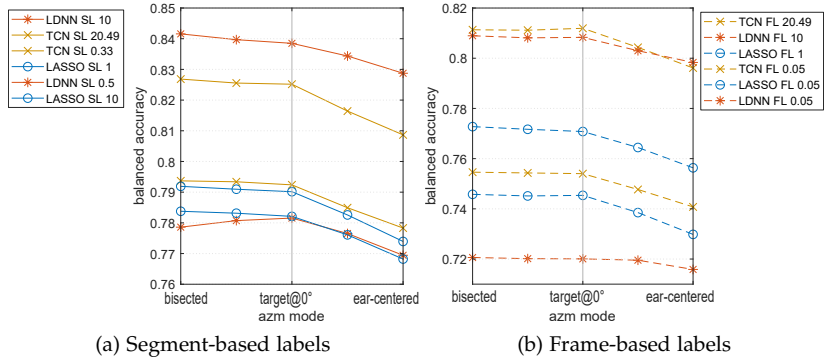 LDNN SL 10
TCN SL 20.49
TCN SL 0.33
LASSO SL 1
LDNN SL 0.5
LASSO SL 10
balanced accuracy
0.85
0.84
0.83
0.82
0.81
0.8
0.79
0.78
0.77
0.76
bisected target@0° ear-centered
azm mode
(a) Segment-based labels
balanced accuracy
0.82
0.8
0.78
0.76
0.74
0.72
bisected target@0° ear-centered
azm mode
TCN FL 20.49
LDNN FL 10
LASSO FL 1
TCN FL 0.05
LASSO FL 0.05
LDNN FL 0.05
(b) Frame-based labels